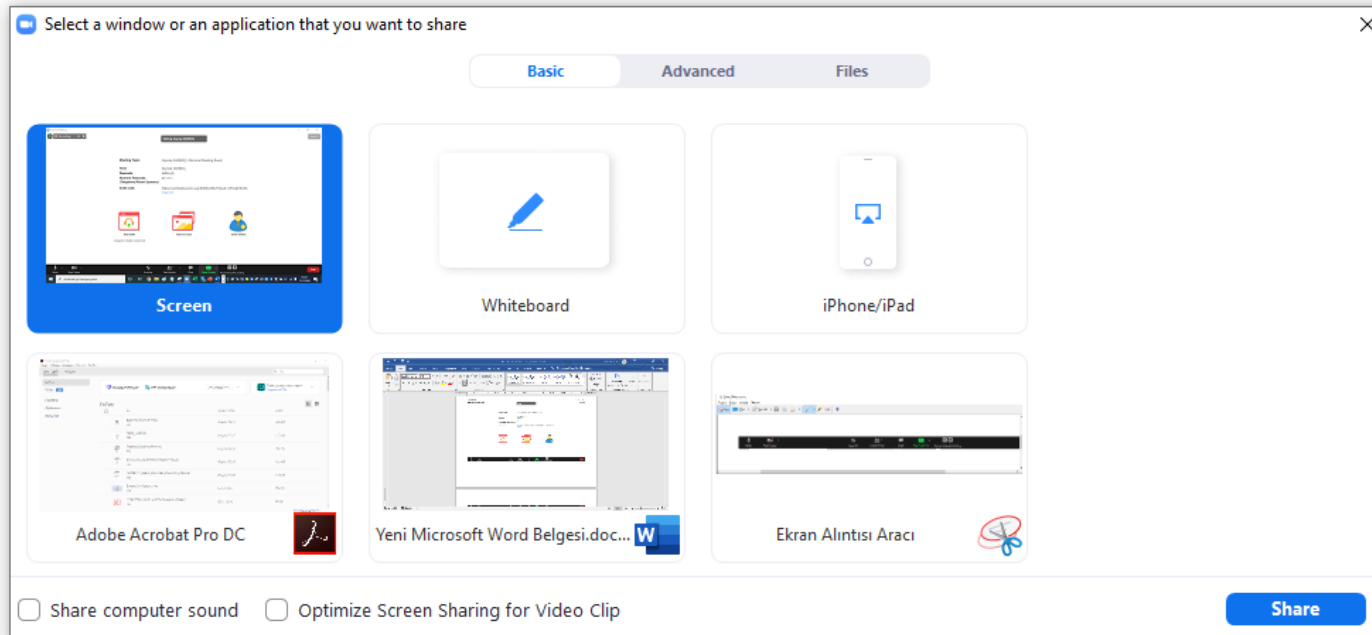 Select a window or an application that you want to share
Basic
Advanced
Files
Screen
Whiteboard
iPhone/iPad
Adobe Acrobat Pro DC
Yeni Microsoft Word Belgesi.doc...
W
Ekran Alıntısı Aracı
Share computer sound
Optimize Screen Sharing for Video Clip
Share